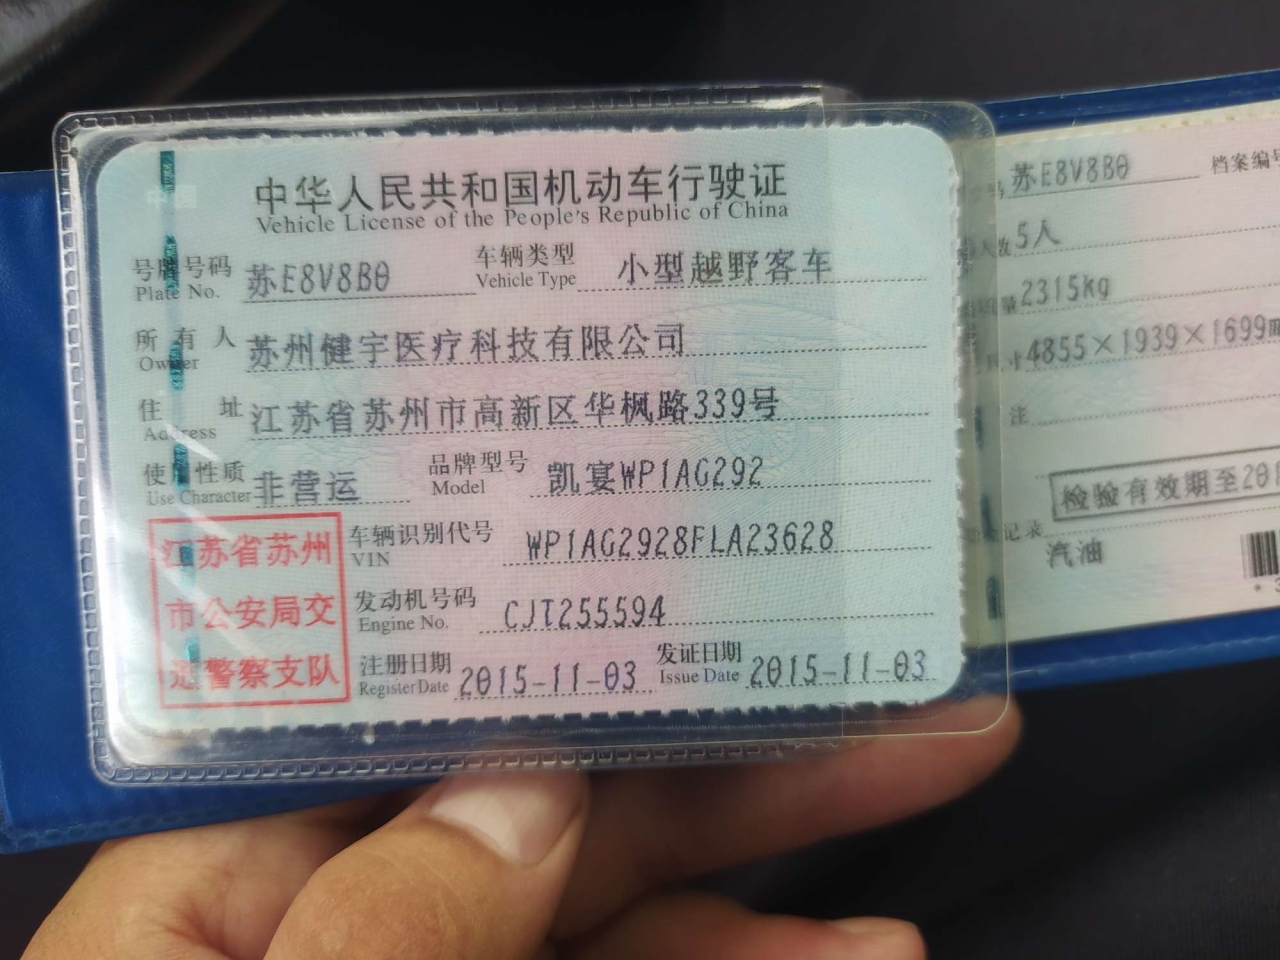 中华人民共和国机动车行驶证
Vehicle License of the People's Republic of China
号牌号码 苏E8V8B0 车辆类型 小型越野客车
Plate No. Vehicle Type
所有人 苏州健宇医疗科技有限公司
Owner
住址 江苏省苏州市高新区华枫路339号
Address
使用性质 非营运 品牌型号 凯宴WP1AG292
Use Character Model
江苏省苏州
市公安局交
通警察支队
车辆识别代号 WP1AG2928FLA23628
VIN
发动机号码 CJT255594
Engine No.
注册日期 2015-11-03 发证日期 2015-11-03
Register Date Issue Date
号 苏E8V8B0 档案编号
人数 5人
量 2315kg
寸 4855×1939×1699
注
检验有效期至201
记录
汽油